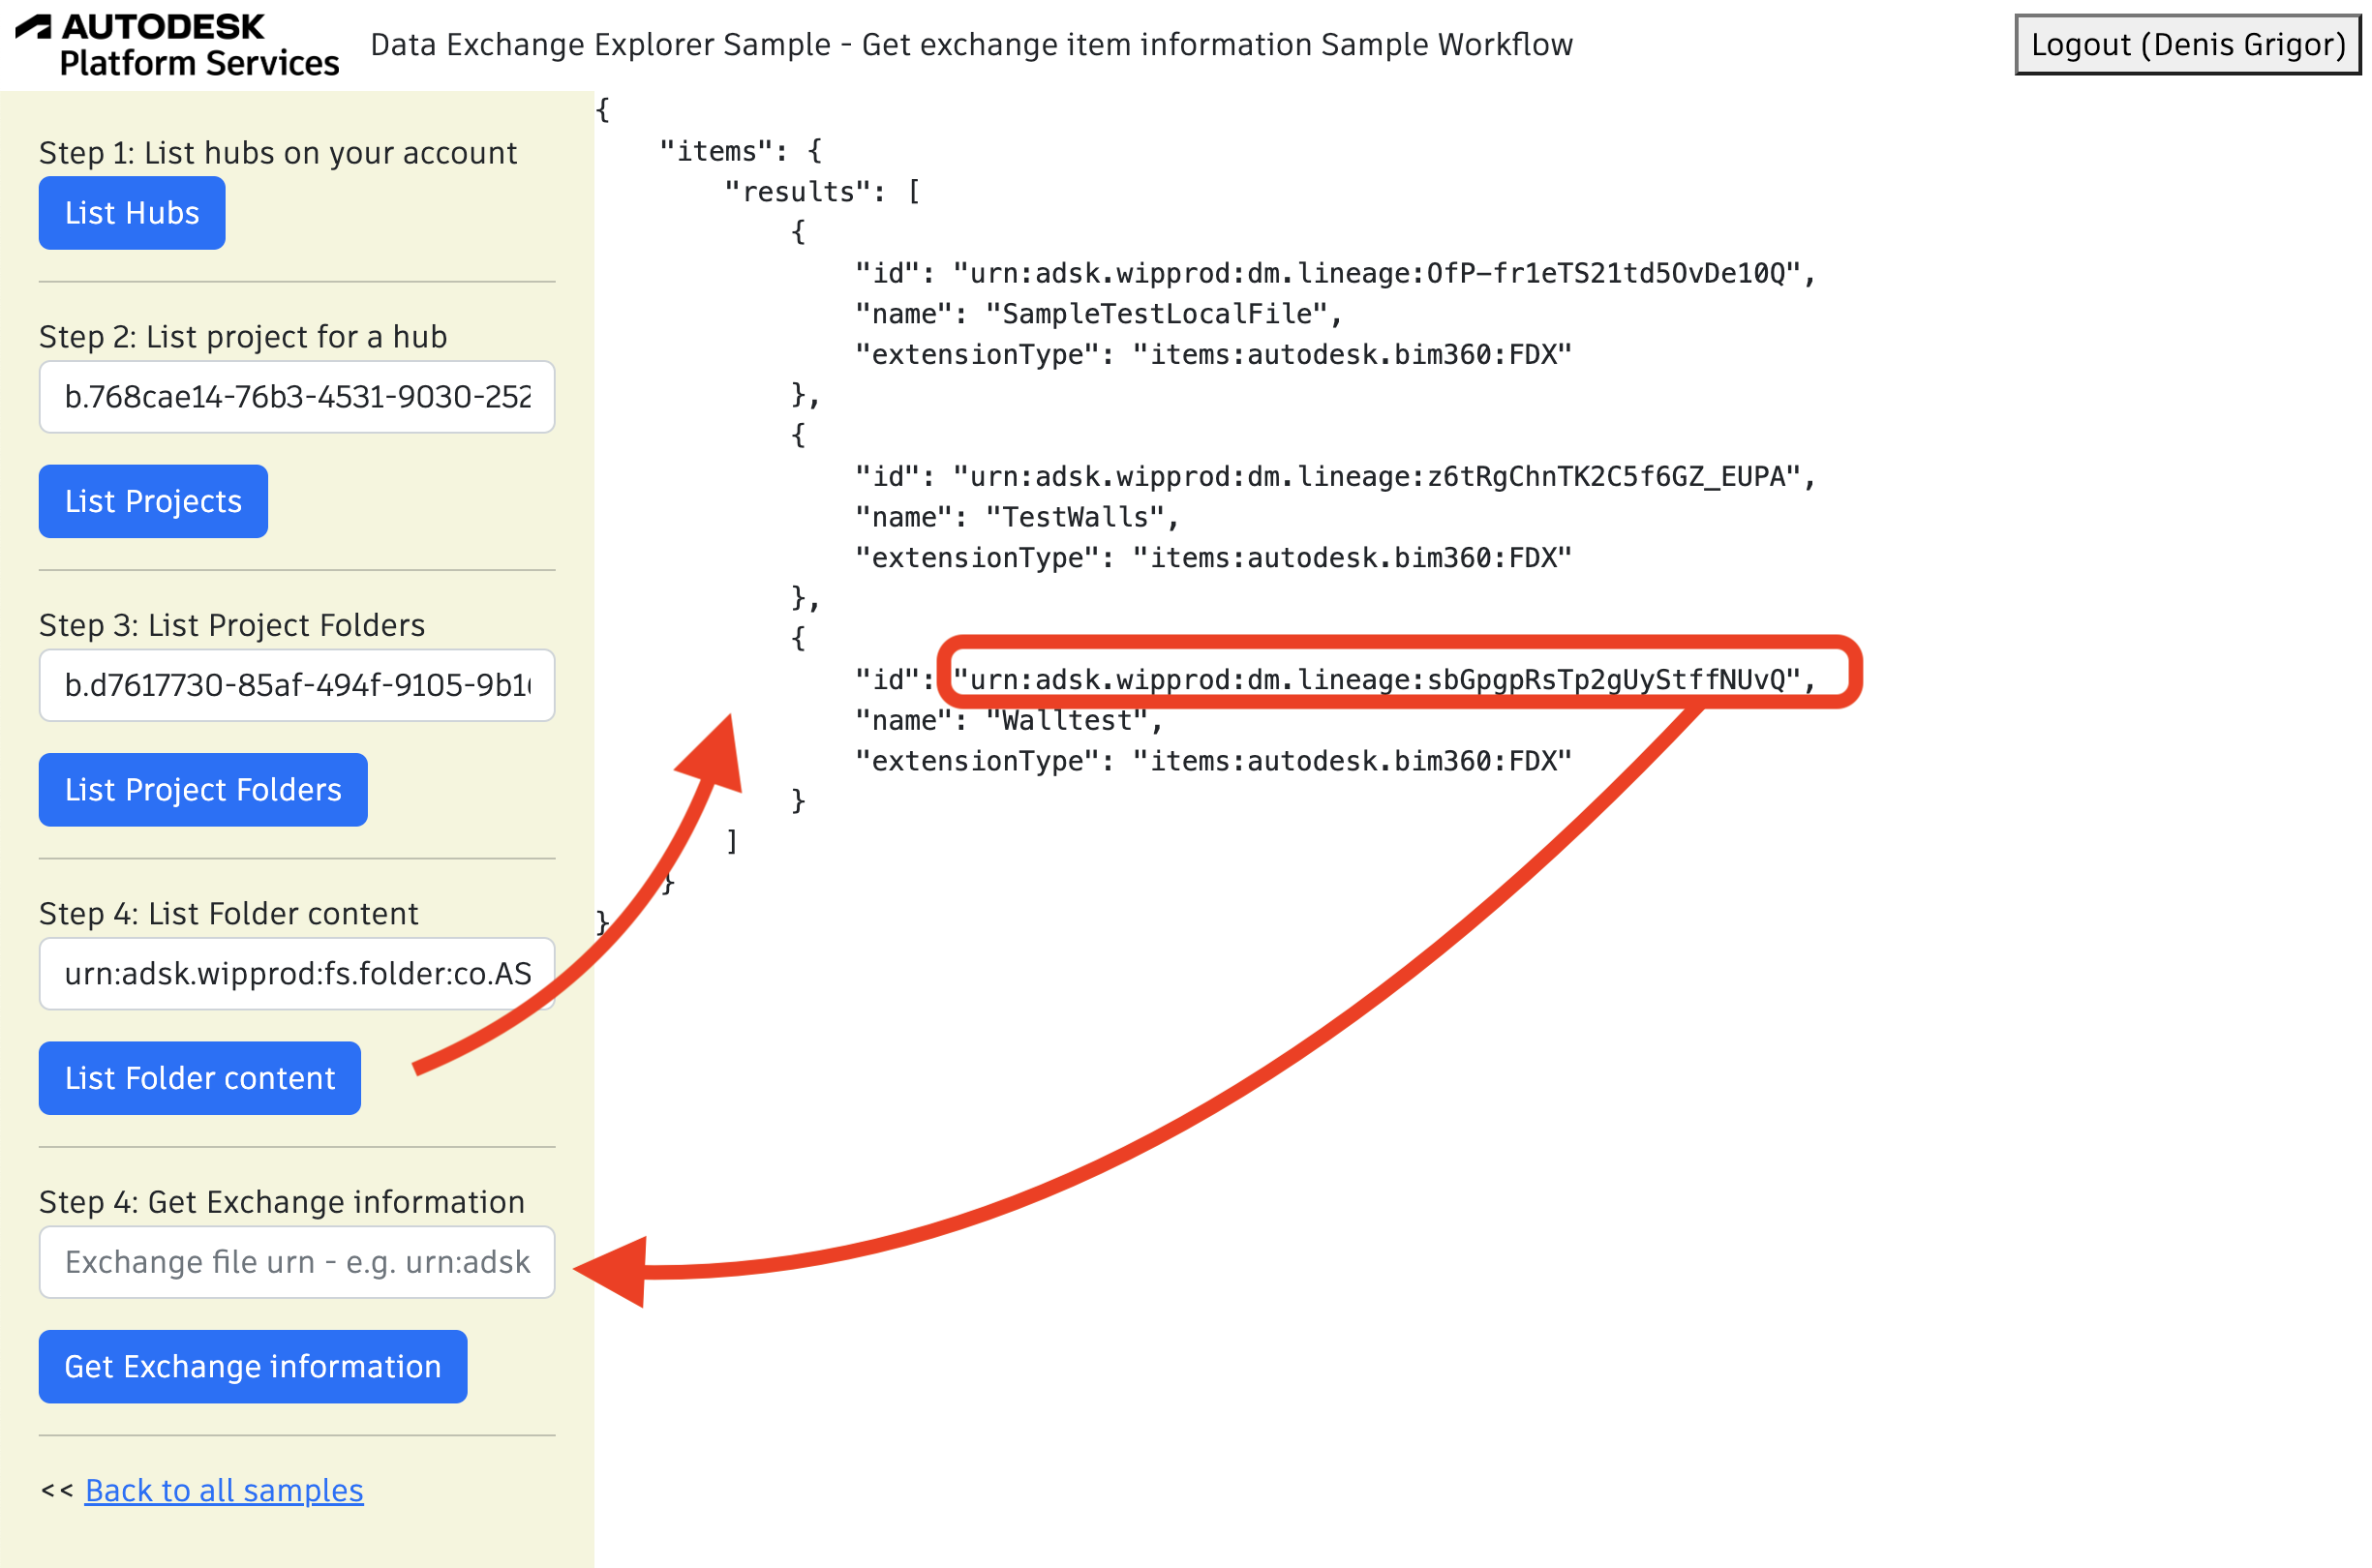 AUTODESK
Platform Services
Data Exchange Explorer Sample - Get exchange item information Sample Workflow
Logout (Denis Grigor)
Step 1: List hubs on your account
List Hubs
Step 2: List project for a hub
b.768cae14-76b3-4531-9030-252
List Projects
Step 3: List Project Folders
b.d7617730-85af-494f-9105-9b1
List Project Folders
Step 4: List Folder content
urn:adsk.wipprod:fs.folder:co.AS
List Folder content
Step 4: Get Exchange information
Exchange file urn - e.g. urn:adsk
Get Exchange information
<< Back to all samples
{
"items": {
"results": [
{
"id": "urn:adsk.wipprod:dm.lineage:OfP-fr1eTS21td5OvDe10Q",
"name": "SampleTestLocalFile",
"extensionType": "items:autodesk.bim360:FDX"
},
{
"id": "urn:adsk.wipprod:dm.lineage:z6tRgChnTK2C5f6GZ_EUPA",
"name": "TestWalls",
"extensionType": "items:autodesk.bim360:FDX"
},
{
"id": "urn:adsk.wipprod:dm.lineage:sbGpgpRsTp2gUyStffNUvQ",
"name": "Walltest",
"extensionType": "items:autodesk.bim360:FDX"
}
]
}
}